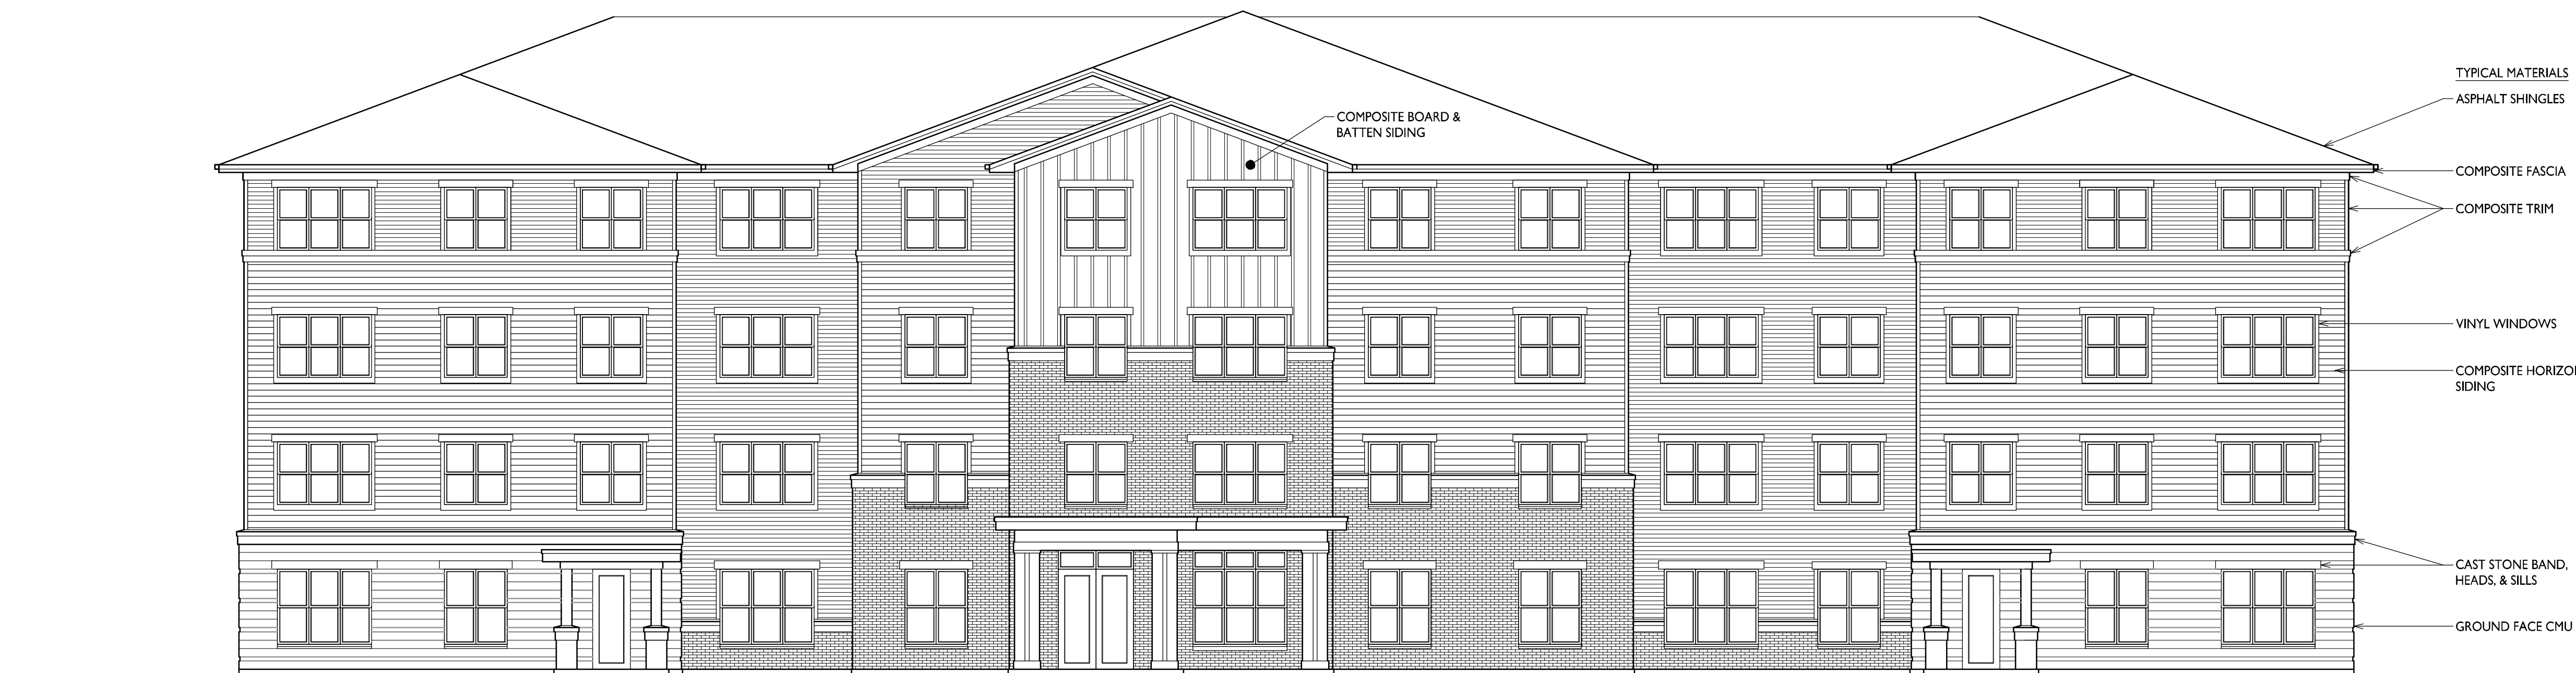 COMPOSITE BOARD &
BATTEN SIDING
TYPICAL MATERIALS
ASPHALT SHINGLES
COMPOSITE FASCIA
COMPOSITE TRIM
VINYL WINDOWS
COMPOSITE
SIDING
CAST STONE BAND,
HEADS, & SILLS
GROUND FACE CMU